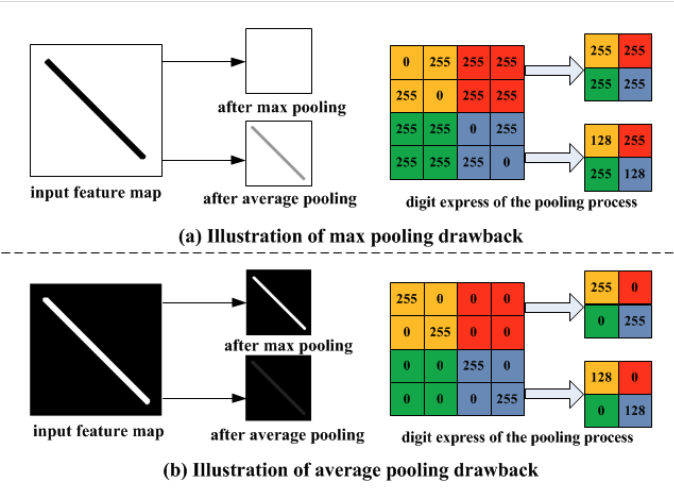 after max pooling
input feature map
after average pooling
0 255 255 255
255 0 255 255
255 255 0 255
255 255 255 0
255 255
255 255
128 255
255 128
digit express of the pooling process
(a) Illustration of max pooling drawback
input feature map
after max pooling
after average pooling
255 0 0 0
0 255 0 0
0 0 255 0
0 0 0 255
255 0
0 255
128 0
0 128
digit express of the pooling process
(b) Illustration of average pooling drawback